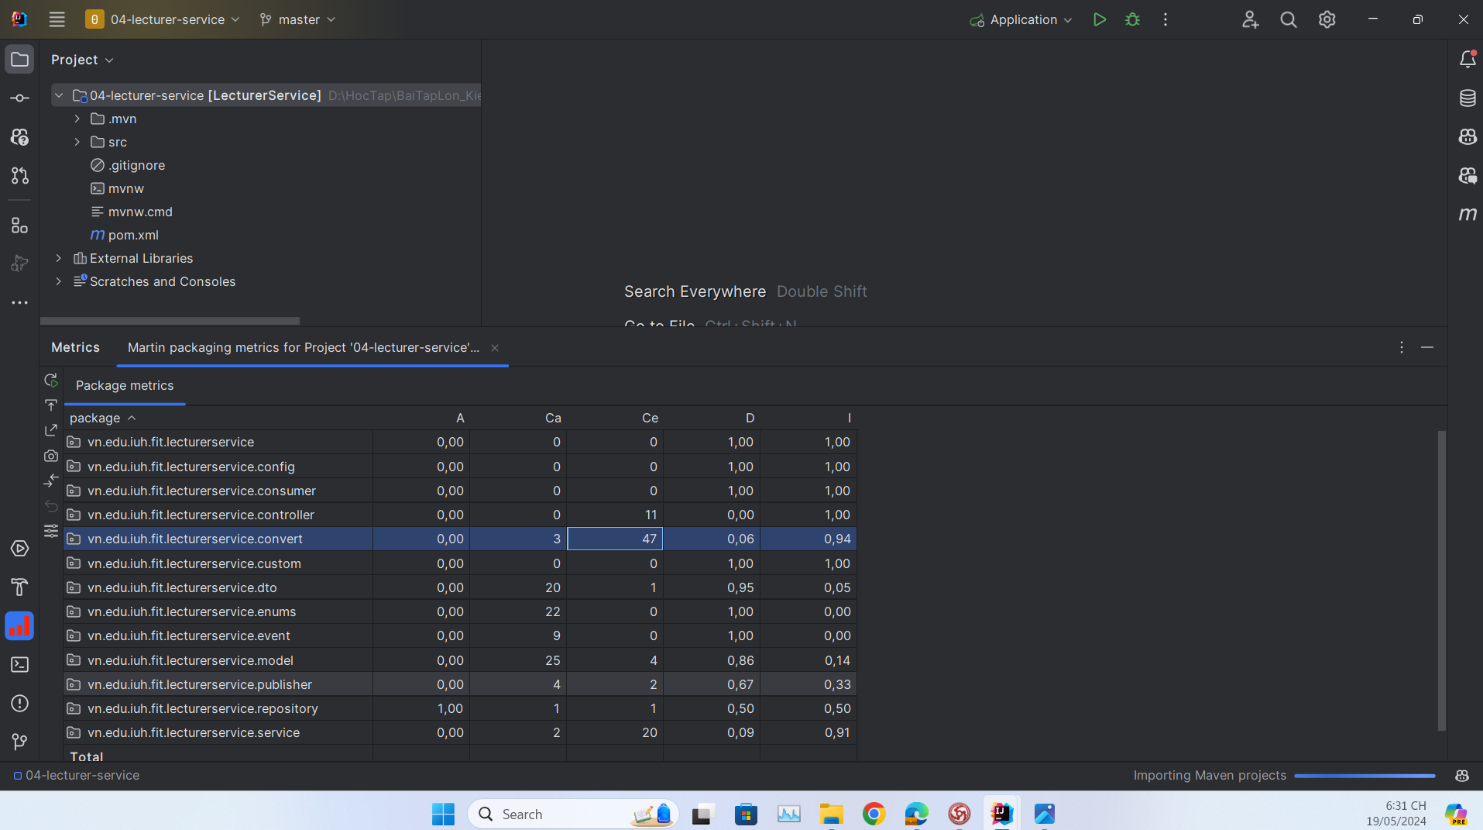 04-lecturer-service master Application
Project
04-lecturer-service [LecturerService] D:\HocTap\BaiTapLon_Kie
.mvn
src
.gitignore
mvnw
mvnw.cmd
m pom.xml
External Libraries
Scratches and Consoles
Search Everywhere Double Shift
Go to File Ctrl+Shift+N
Metrics Martin packaging metrics for Project '04-lecturer-service'...
Package metrics
package A Ca Ce D I
vn.edu.iuh.fit.lecturerservice 0,00 0 0 1,00 1,00
vn.edu.iuh.fit.lecturerservice.config 0,00 0 0 1,00 1,00
vn.edu.iuh.fit.lecturerservice.consumer 0,00 0 0 1,00 1,00
vn.edu.iuh.fit.lecturerservice.controller 0,00 0 11 0,00 1,00
vn.edu.iuh.fit.lecturerservice.convert 0,00 3 47 0,06 0,94
vn.edu.iuh.fit.lecturerservice.custom 0,00 0 0 1,00 1,00
vn.edu.iuh.fit.lecturerservice.dto 0,00 20 1 0,95 0,05
vn.edu.iuh.fit.lecturerservice.enums 0,00 22 0 1,00 0,00
vn.edu.iuh.fit.lecturerservice.event 0,00 9 0 1,00 0,00
vn.edu.iuh.fit.lecturerservice.model 0,00 25 4 0,86 0,14
vn.edu.iuh.fit.lecturerservice.publisher 0,00 4 2 0,67 0,33
vn.edu.iuh.fit.lecturerservice.repository 1,00 1 1 0,50 0,50
vn.edu.iuh.fit.lecturerservice.service 0,00 2 20 0,09 0,91
Total
04-lecturer-service Importing Maven projects
Search
6:31 CH
19/05/2024
PRE